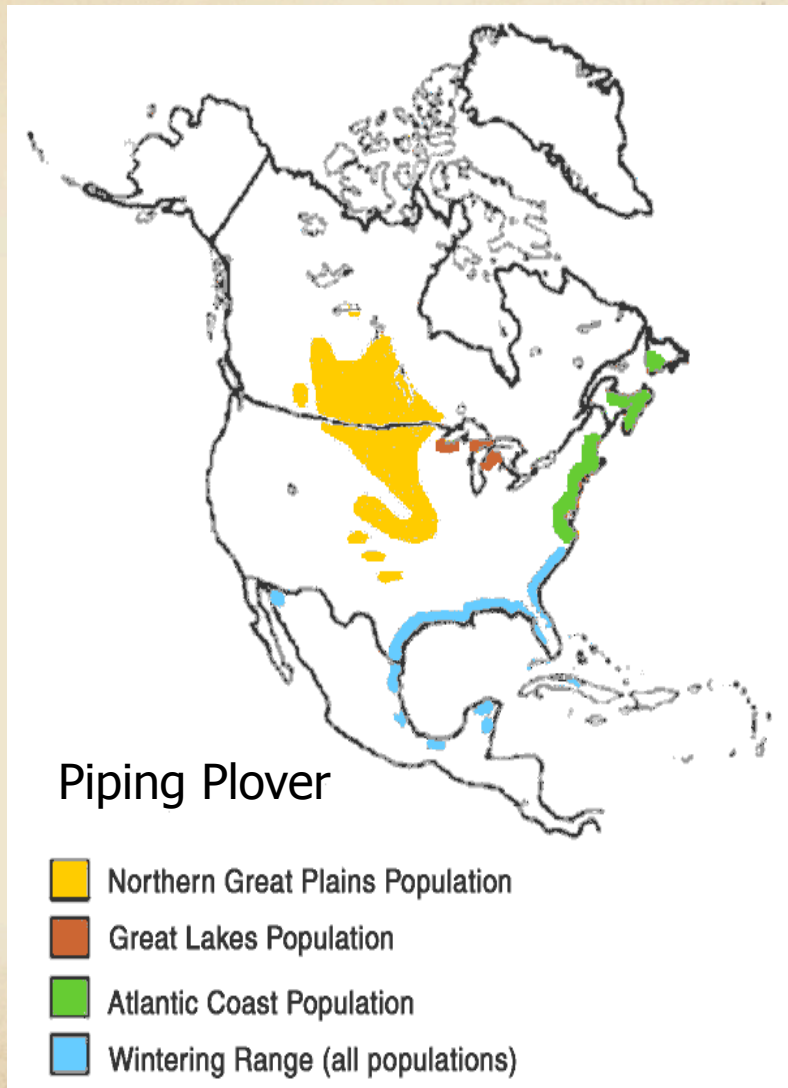 Piping Plover
Northern Great Plains Population
Great Lakes Population
Atlantic Coast Population
Wintering Range (all populations)